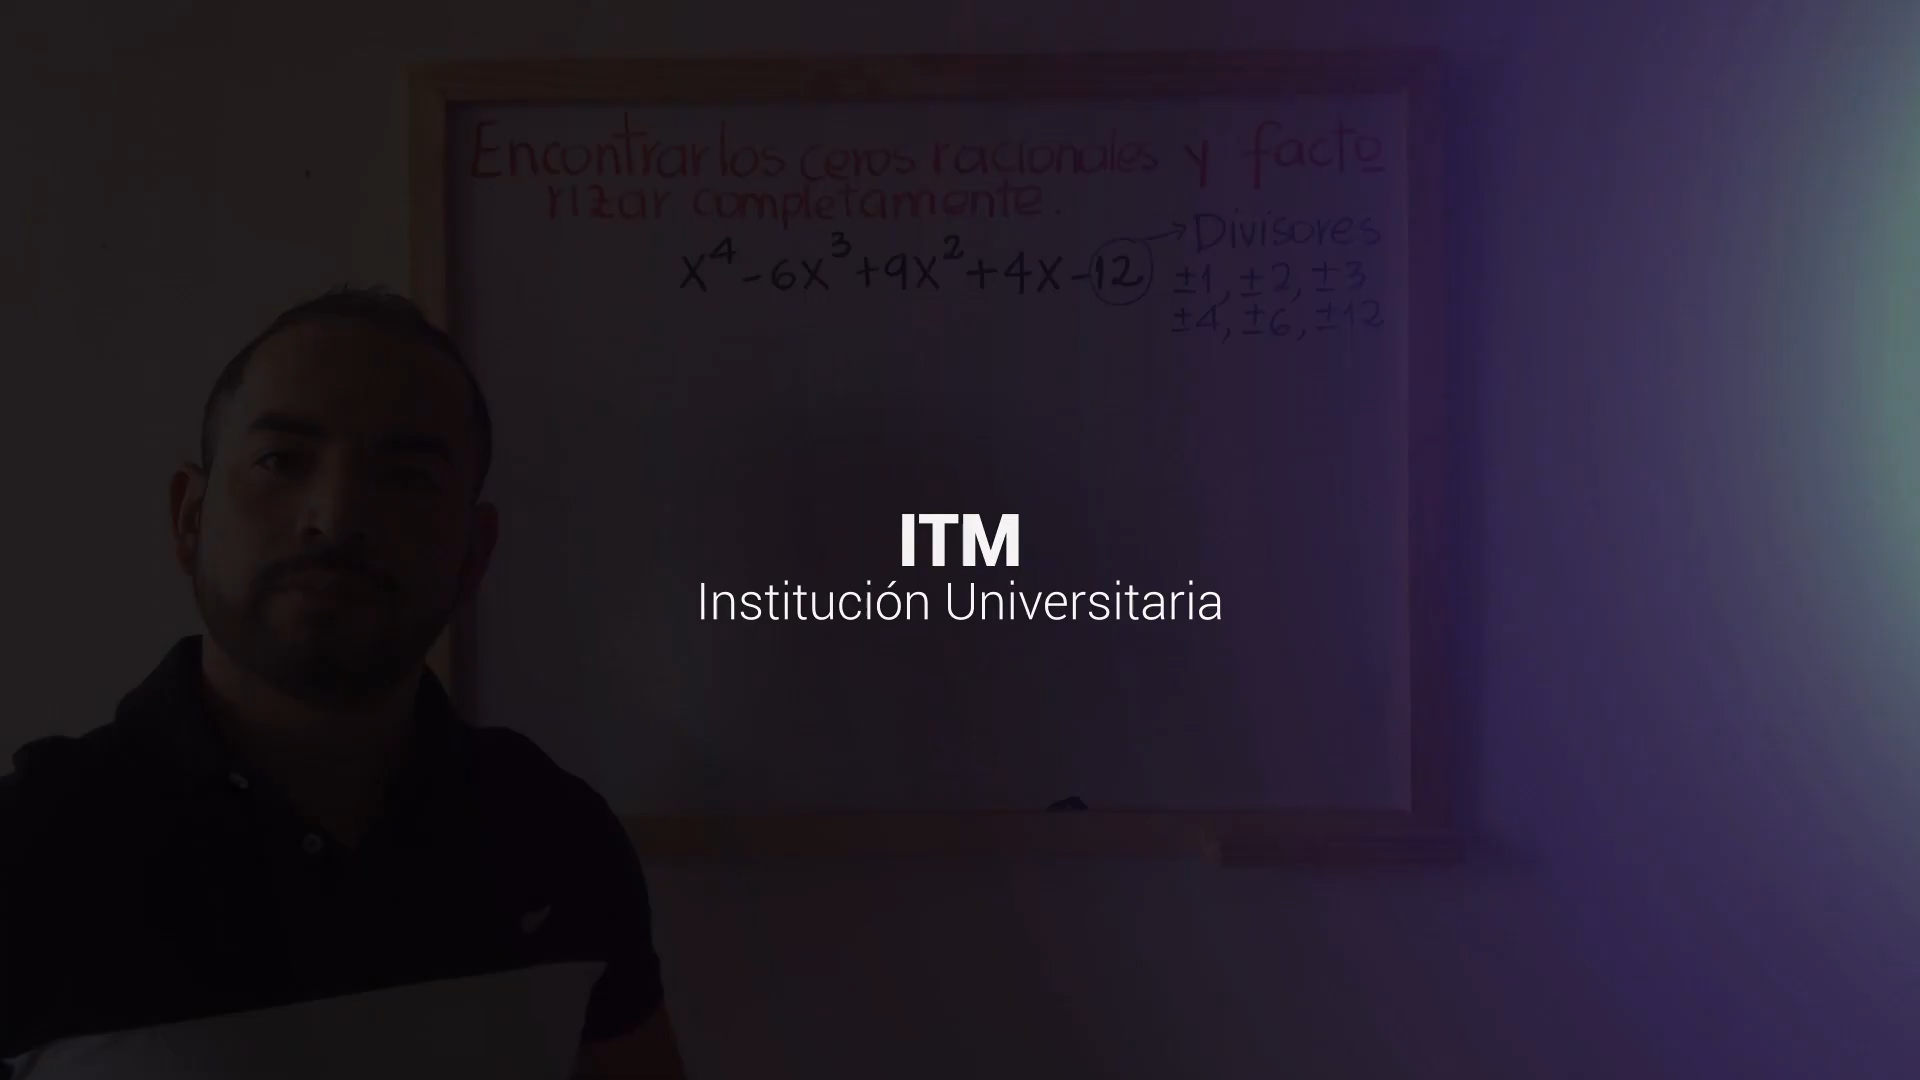 Encontrar los ceros racionales y facto
rizar completamente.
x⁴-6x³+9x²+4x-12
→ Divisores
±1, ±2, ±3
±4, ±6, ±12
ITM
Institución Universitaria